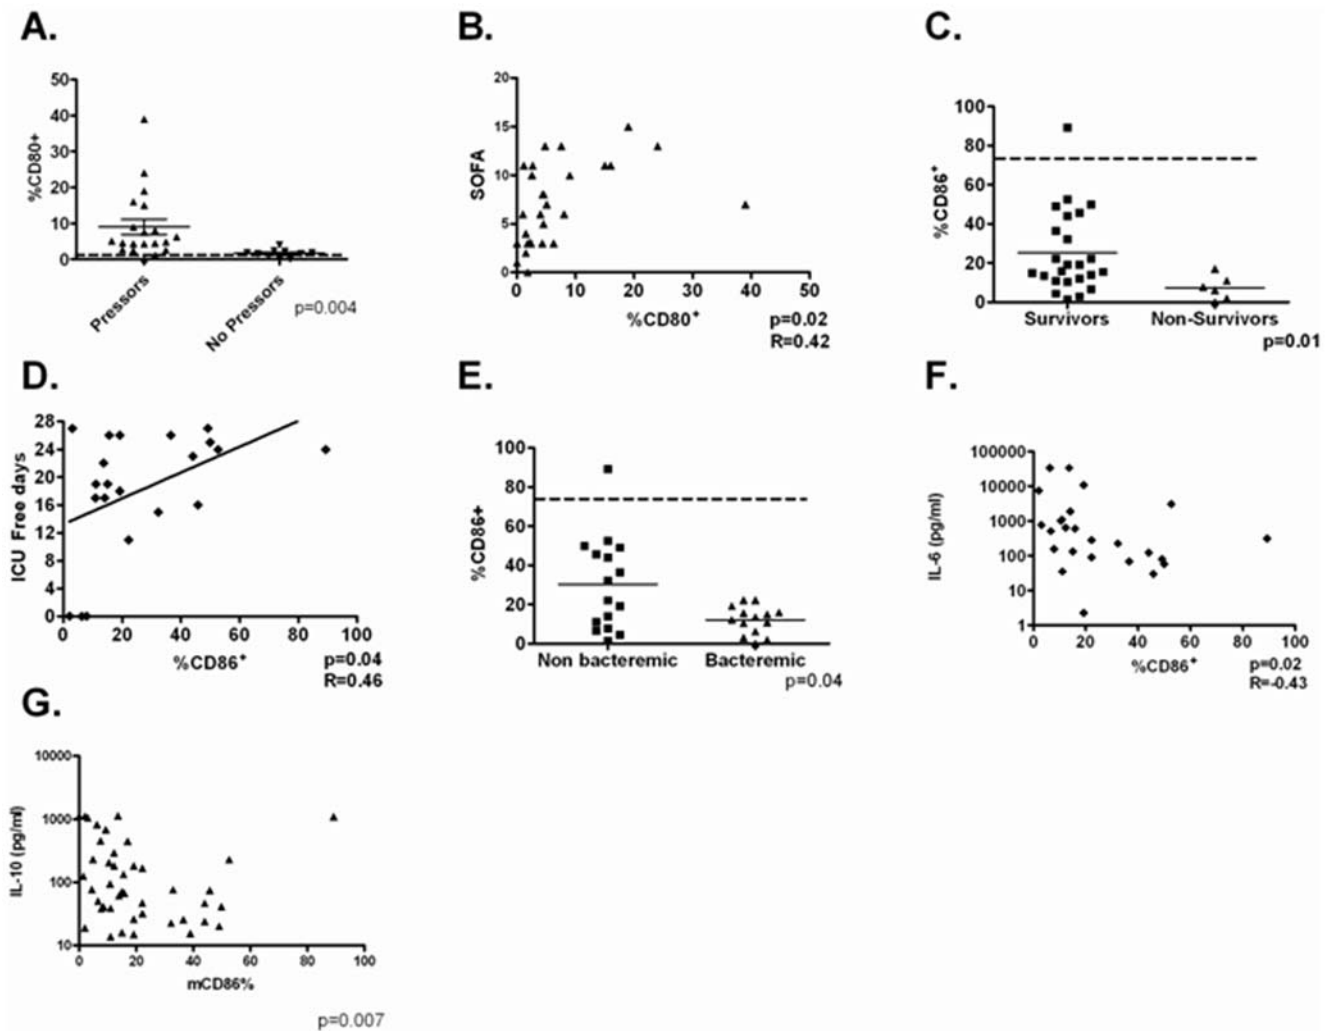 A.
%CD80+
50
40
30
20
10
0
Pressors
No Pressors
p=0.004
B.
SOFA
20
15
10
5
0
0 10 20 30 40 50
%CD80+
p=0.02
R=0.42
C.
%CD86+
100
80
60
40
20
0
Survivors Non-Survivors
p=0.01
D.
ICU Free days
28
24
20
16
12
8
4
0
0 20 40 60 80 100
%CD86+
p=0.04
R=0.46
E.
%CD86+
100
80
60
40
20
0
Non bacteremic Bacteremic
p=0.04
F.
IL-6 (pg/ml)
100000
10000
1000
100
10
1
0 20 40 60 80 100
%CD86+
p=0.02
R=-0.43
G.
IL-10 (pg/ml)
10000
1000
100
10
0 20 40 60 80 100
mCD86%
p=0.007